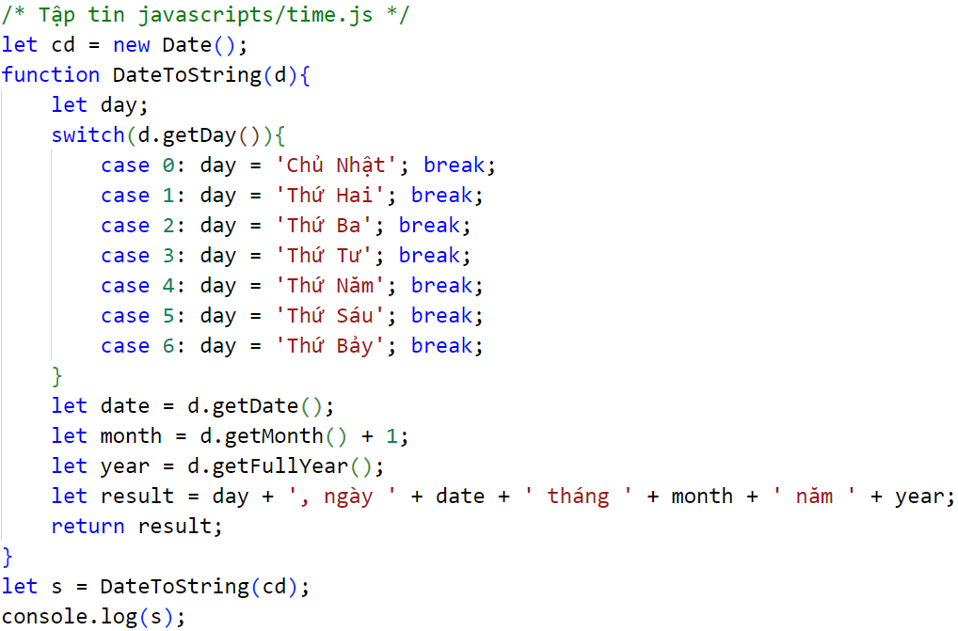 /* Tập tin javascripts/time.js */
let cd = new Date();
function DateToString(d){
    let day;
    switch(d.getDay()){
        case 0: day = 'Chủ Nhật'; break;
        case 1: day = 'Thứ Hai'; break;
        case 2: day = 'Thứ Ba'; break;
        case 3: day = 'Thứ Tư'; break;
        case 4: day = 'Thứ Năm'; break;
        case 5: day = 'Thứ Sáu'; break;
        case 6: day = 'Thứ Bảy'; break;
    }
    let date = d.getDate();
    let month = d.getMonth() + 1;
    let year = d.getFullYear();
    let result = day + ', ngày ' + date + ' tháng ' + month + ' năm ' + year;
    return result;
}
let s = DateToString(cd);
console.log(s);